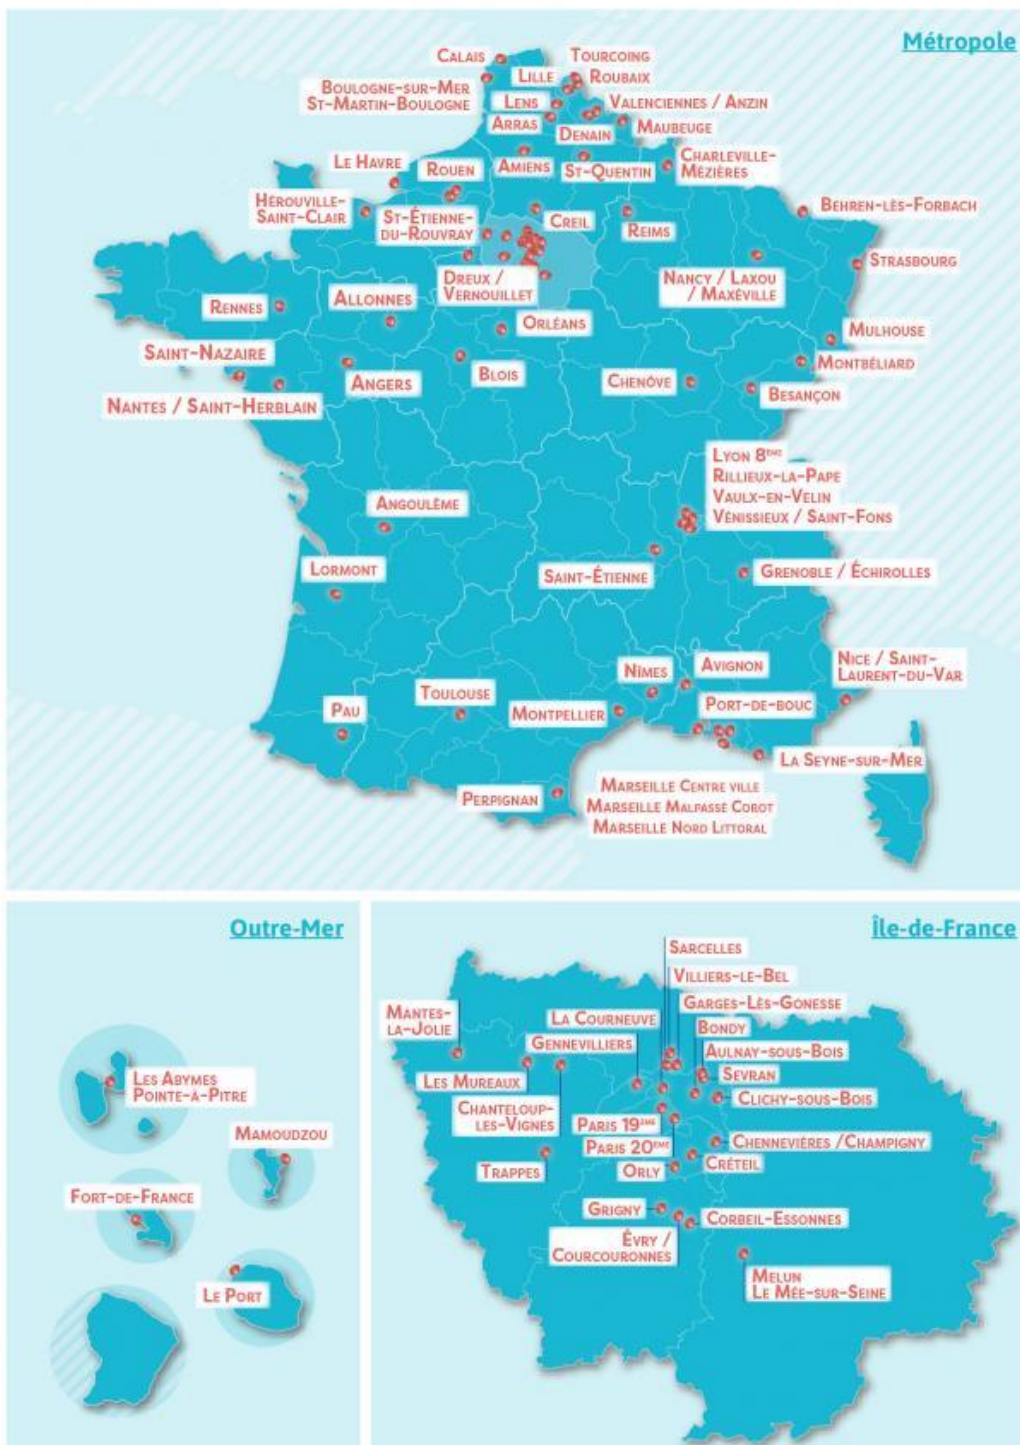 Métropole
Calais
Tourcoing
Lille
Roubaix
Boulogne-sur-Mer
St-Martin-Boulogne
Lens
Valenciennes / Anzin
Arras
Denain
Maubeuge
Le Havre
Rouen
Amiens
St-Quentin
Charleville-
Mézières
Hérouville-
Saint-Clair
St-Étienne-
du-Rouvray
Creil
Reims
Behren-lès-Forbach
Strasbourg
Dreux /
Vernouillet
Nancy / Laxou
/ Maxéville
Rennes
Allonnes
Orléans
Mulhouse
Saint-Nazaire
Montbéliard
Angers
Blois
Chenôve
Besançon
Nantes / Saint-Herblain
Lyon 8ème
Rillieux-la-Pape
Vaulx-en-Velin
Vénissieux / Saint-Fons
Angoulême
Lormont
Saint-Étienne
Grenoble / Échirolles
Nîmes
Avignon
Nice / Saint-
Laurent-du-Var
Toulouse
Pau
Montpellier
Port-de-bouc
La Seyne-sur-Mer
Perpignan
Marseille Centre ville
Marseille Malpassé Corot
Marseille Nord Littoral
Outre-Mer
Les Abymes
Pointe-à-Pitre
Mamoudzou
Fort-de-France
Le Port
Île-de-France
Sarcelles
Villiers-le-Bel
Garges-Lès-Gonesse
Mantes-
la-Jolie
La Courneuve
Bondy
Gennevilliers
Aulnay-sous-Bois
Sevran
Les Mureaux
Clichy-sous-Bois
Chanteloup-
les-Vignes
Paris 19ème
Paris 20ème
Chennevières /Champigny
Trappes
Orly
Créteil
Grigny
Corbeil-Essonnes
Évry /
Courcouronnes
Melun
Le Mée-sur-Seine